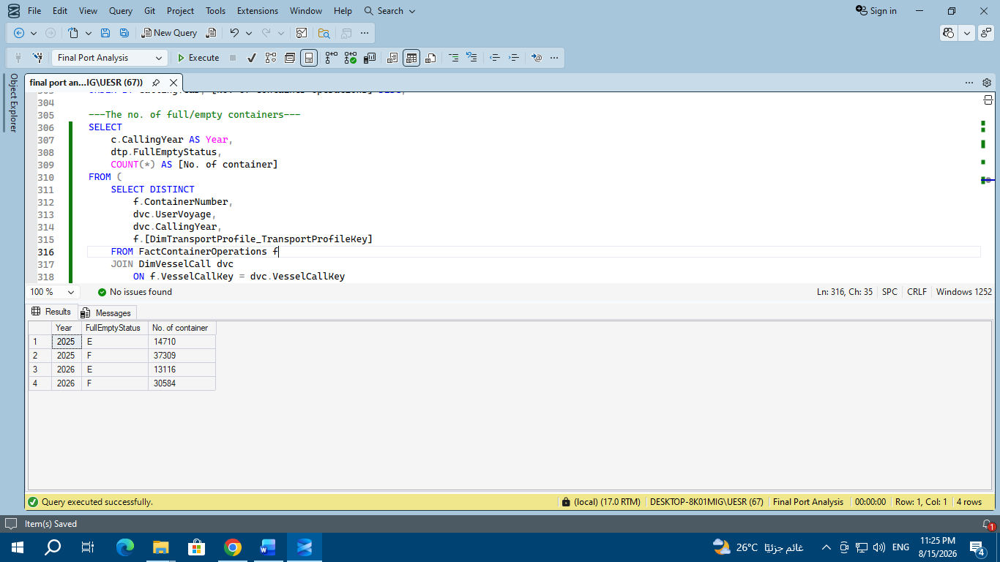 File Edit View Query Git Project Tools Extensions Window Help Search Sign in
New Query
Final Port Analysis Execute
Object Explorer
final port an...IG\UESR (67))
304
305 ---The no. of full/empty containers---
306 SELECT
307 c.CallingYear AS Year,
308 dtp.FullEmptyStatus,
309 COUNT(*) AS [No. of container]
310 FROM (
311 SELECT DISTINCT
312 f.ContainerNumber,
313 dvc.UserVoyage,
314 dvc.CallingYear,
315 f.[DimTransportProfile_TransportProfileKey]
316 FROM FactContainerOperations f
317 JOIN DimVesselCall dvc
318 ON f.VesselCallKey = dvc.VesselCallKey
100 % No issues found Ln: 316, Ch: 35 SPC CRLF Windows 1252
Results Messages
Year FullEmptyStatus No. of container
1 2025 E 14710
2 2025 F 37309
3 2026 E 13116
4 2026 F 30584
Query executed successfully. (local) (17.0 RTM) DESKTOP-8K01MIG\UESR (67) Final Port Analysis 00:00:00 Row: 1, Col: 1 4 rows
Item(s) Saved 1
26°C غائم جزئيًا ENG 11:25 PM
8/15/2026 4